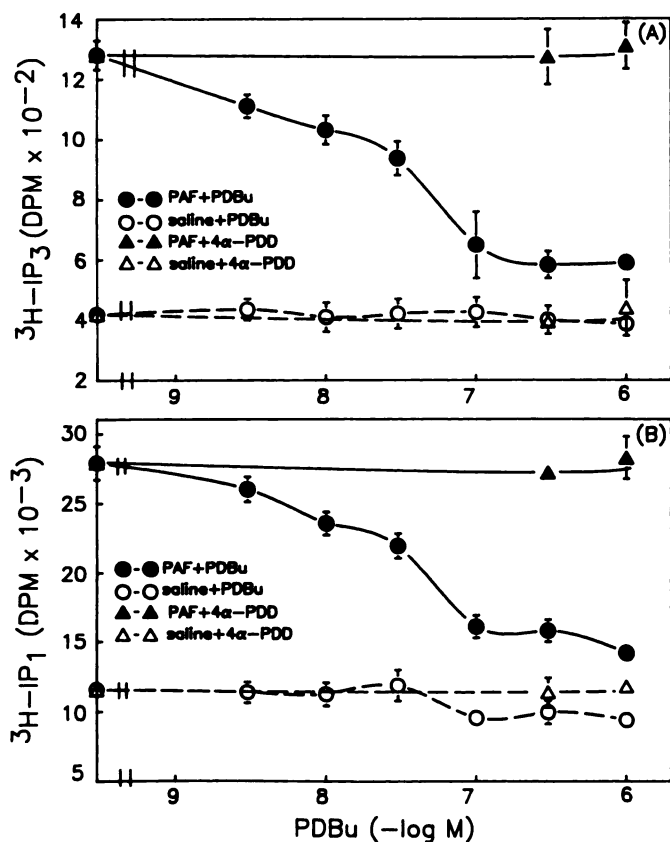 (A)
³H-IP₃ (DPM x 10⁻²)
14
12
10
8
6
4
2
PAF+PDBu
saline+PDBu
PAF+4α-PDD
saline+4α-PDD
9
8
7
6
(B)
³H-IP₁ (DPM x 10⁻³)
30
25
20
15
10
5
PAF+PDBu
saline+PDBu
PAF+4α-PDD
saline+4α-PDD
9
8
7
6
PDBu (-log M)